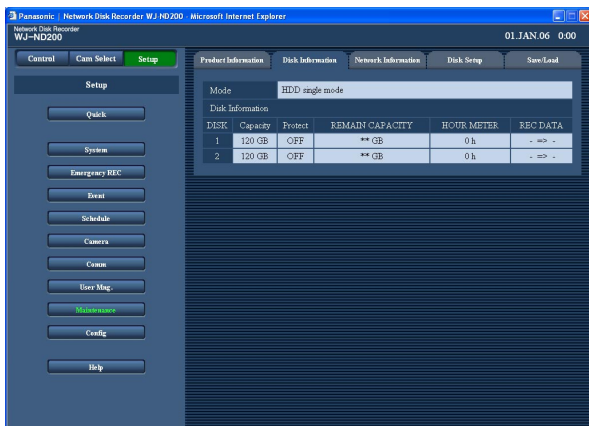 Panasonic | Network Disk Recorder WJ-ND200 - Microsoft Internet Explorer
Network Disk Recorder
WJ-ND200
01.JAN.06 0:00
Control Cam Select Setup
Product Information Disk Information Network Information Disk Setup Save/Load
Setup
Quick
System
Emergency REC
Event
Schedule
Camera
Comm
User Mng.
Maintenance
Config
Help
Mode HDD single mode
Disk Information
DISK Capacity Protect REMAIN CAPACITY HOUR METER REC DATA
1 120 GB OFF ** GB 0 h - => -
2 120 GB OFF ** GB 0 h - => -